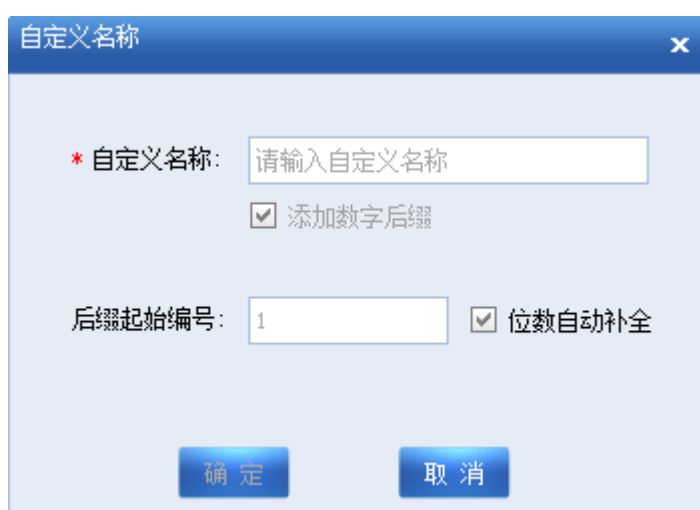 自定义名称
* 自定义名称:
请输入自定义名称
添加数字后缀
后缀起始编号:
1
位数自动补全
确 定
取 消